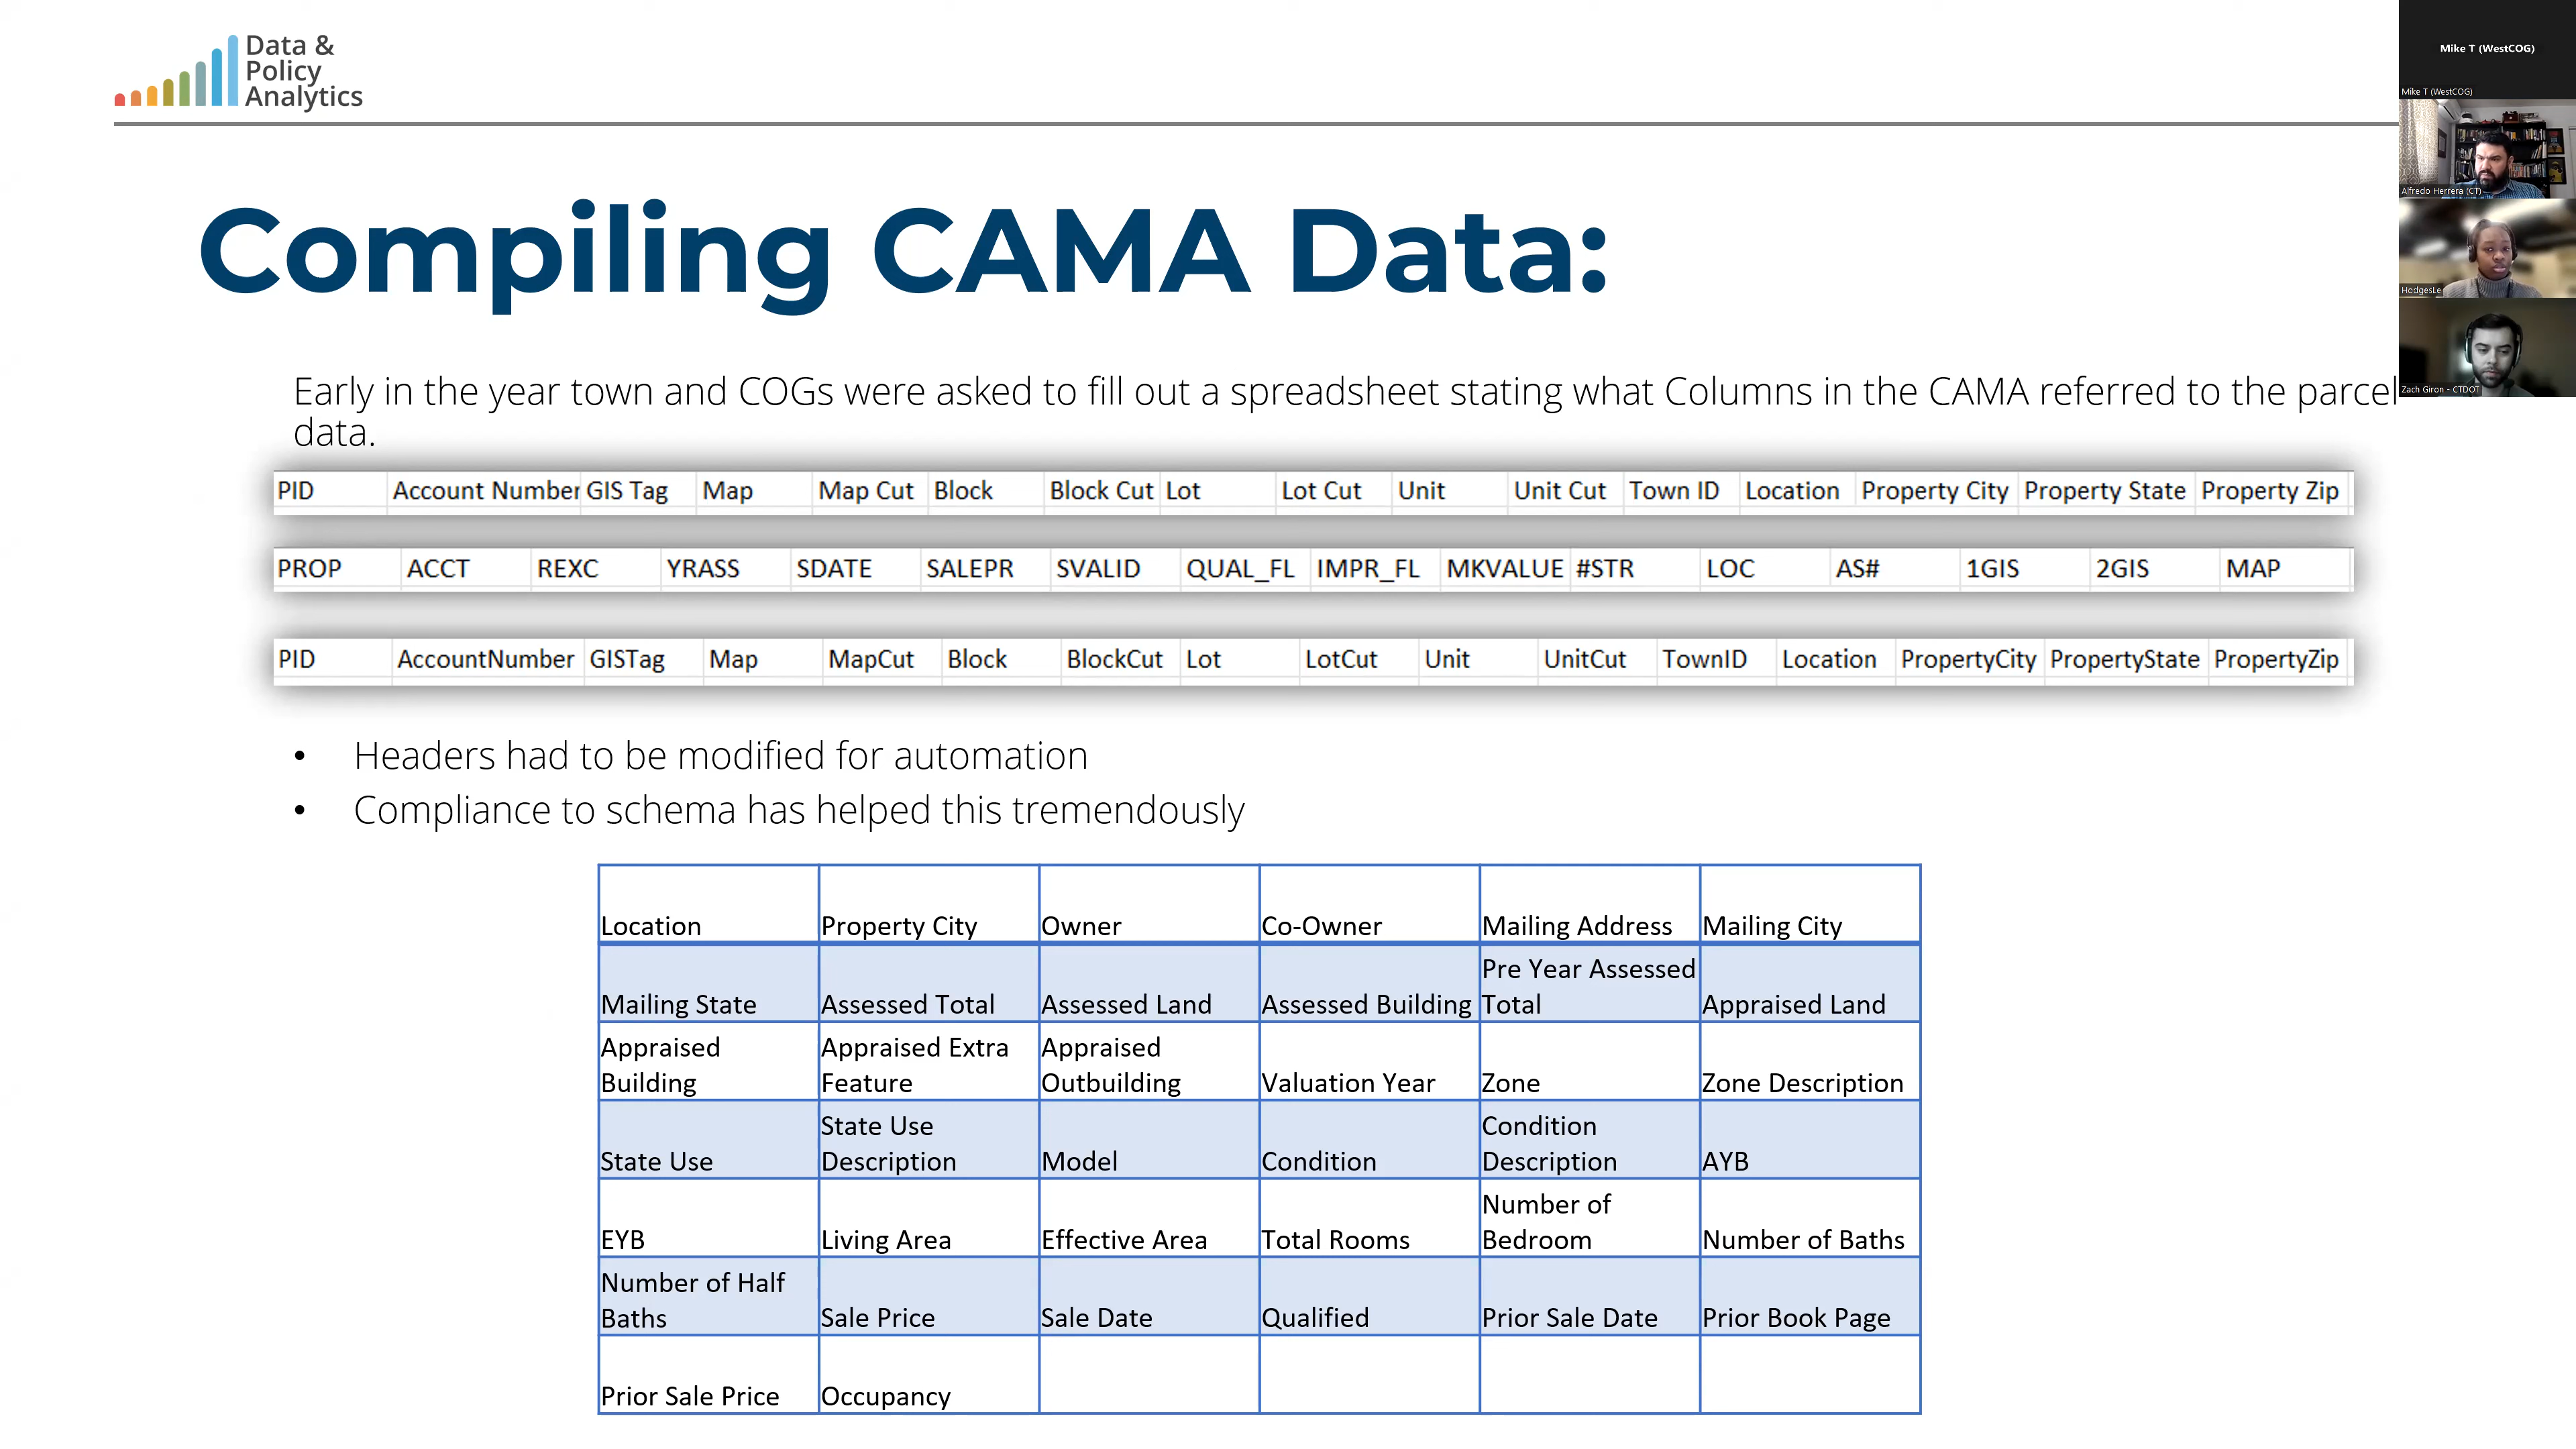 Data &
Policy
Analytics
Mike T (WestCOG)
Mike T (WestCOG)
Alfredo Herrera (CT)
HodgesLe
Zach Giron - CTDOT
Compiling CAMA Data:
Early in the year town and COGs were asked to fill out a spreadsheet stating what Columns in the CAMA referred to the parcel
data.
PID Account Number GIS Tag Map Map Cut Block Block Cut Lot Lot Cut Unit Unit Cut Town ID Location Property City Property State Property Zip
PROP ACCT REXC YRASS SDATE SALEPR SVALID QUAL_FL IMPR_FL MKVALUE #STR LOC AS# 1GIS 2GIS MAP
PID AccountNumber GISTag Map MapCut Block BlockCut Lot LotCut Unit UnitCut TownID Location PropertyCity PropertyState PropertyZip
• Headers had to be modified for automation
• Compliance to schema has helped this tremendously
Location Property City Owner Co-Owner Mailing Address Mailing City
Mailing State Assessed Total Assessed Land Assessed Building Pre Year Assessed Total Appraised Land
Appraised Building Appraised Extra Feature Appraised Outbuilding Valuation Year Zone Zone Description
State Use State Use Description Model Condition Condition Description AYB
EYB Living Area Effective Area Total Rooms Number of Bedroom Number of Baths
Number of Half Baths Sale Price Sale Date Qualified Prior Sale Date Prior Book Page
Prior Sale Price Occupancy